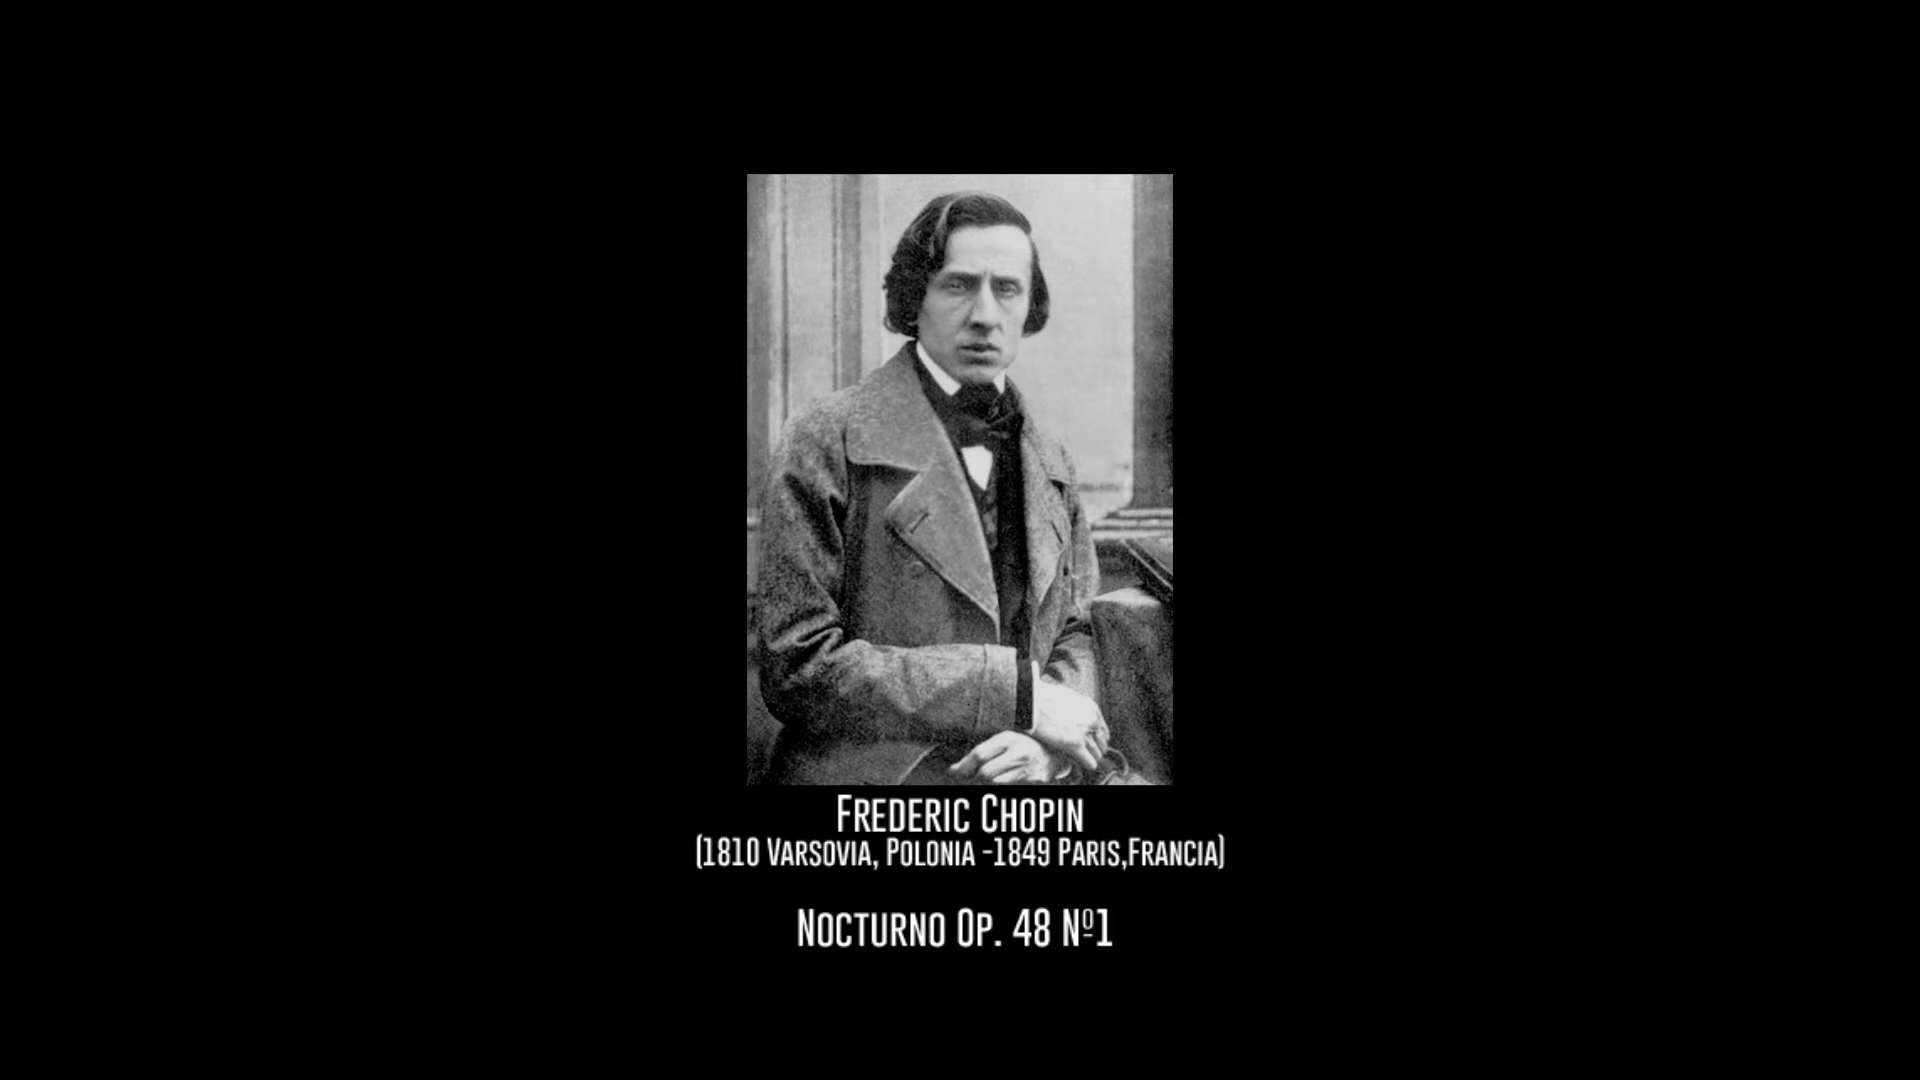 Frederic Chopin
(1810 Varsovia, Polonia -1849 Paris,Francia)
Nocturno Op. 48 Nº1